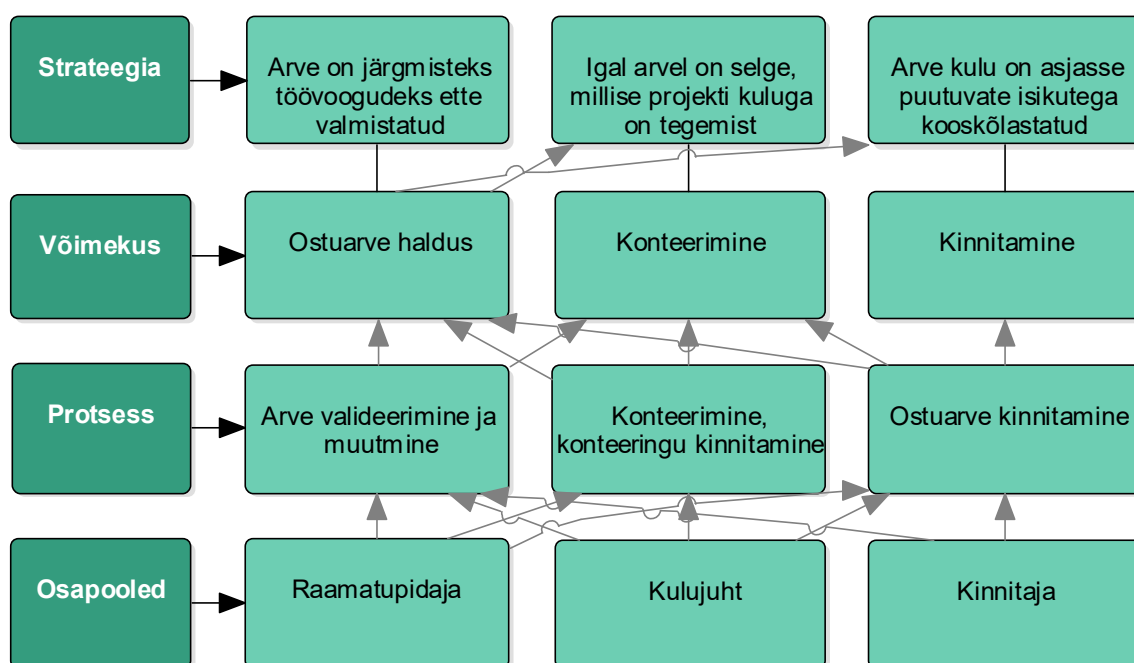 Strateegia
Arve on järgmisteks
töövoogudeks ette
valmistatud
Igal arvel on selge,
millise projekti kuluga
on tegemist
Arve kulu on asjasse
puutuvate isikutega
kooskõlastatud
Võimekus
Ostuarve haldus
Konteerimine
Kinnitamine
Protsess
Arve valideerimine ja
muutmine
Konteerimine,
konteeringu kinnitamine
Ostuarve kinnitamine
Osapooled
Raamatupidaja
Kulujuht
Kinnitaja